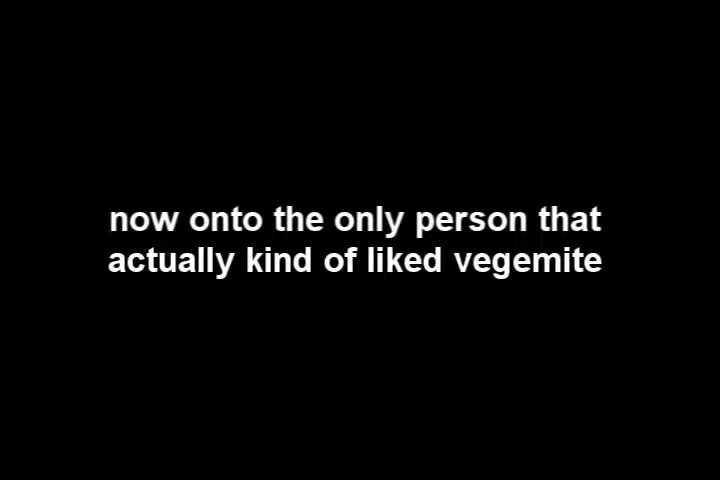 now onto the only person that
actually kind of liked vegemite